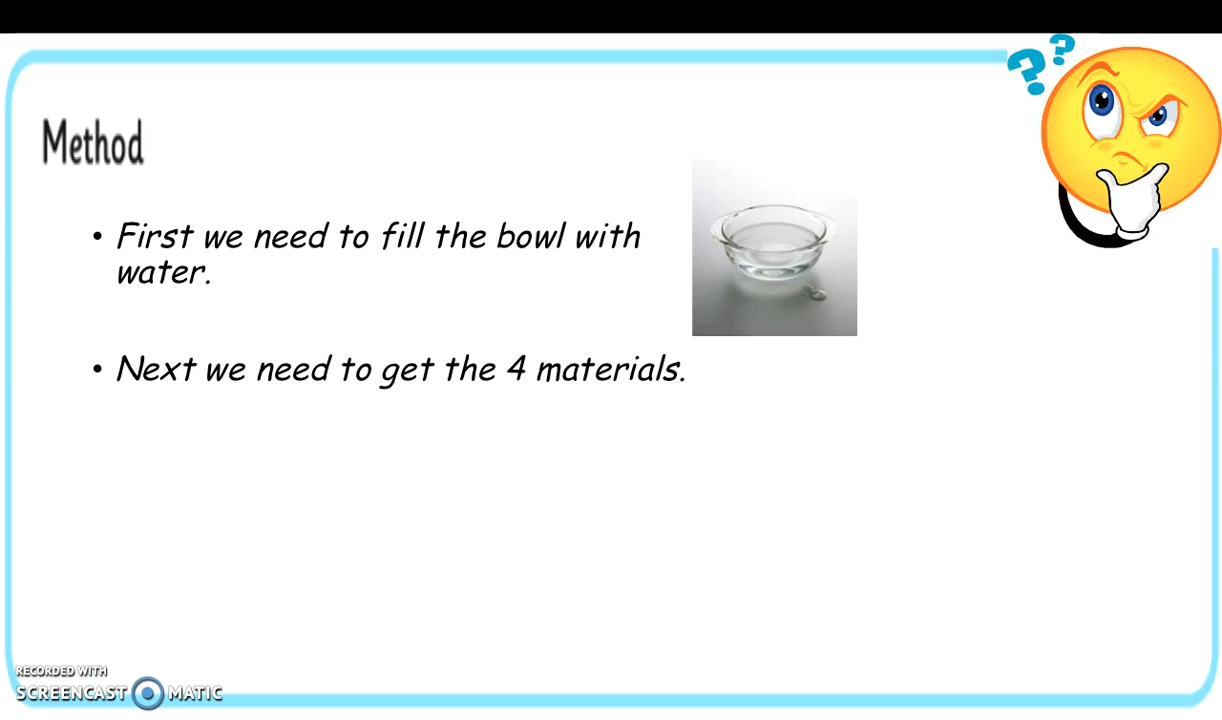 ? ?
Method
• First we need to fill the bowl with
water.
• Next we need to get the 4 materials.
RECORDED WITH
SCREENCAST MATIC